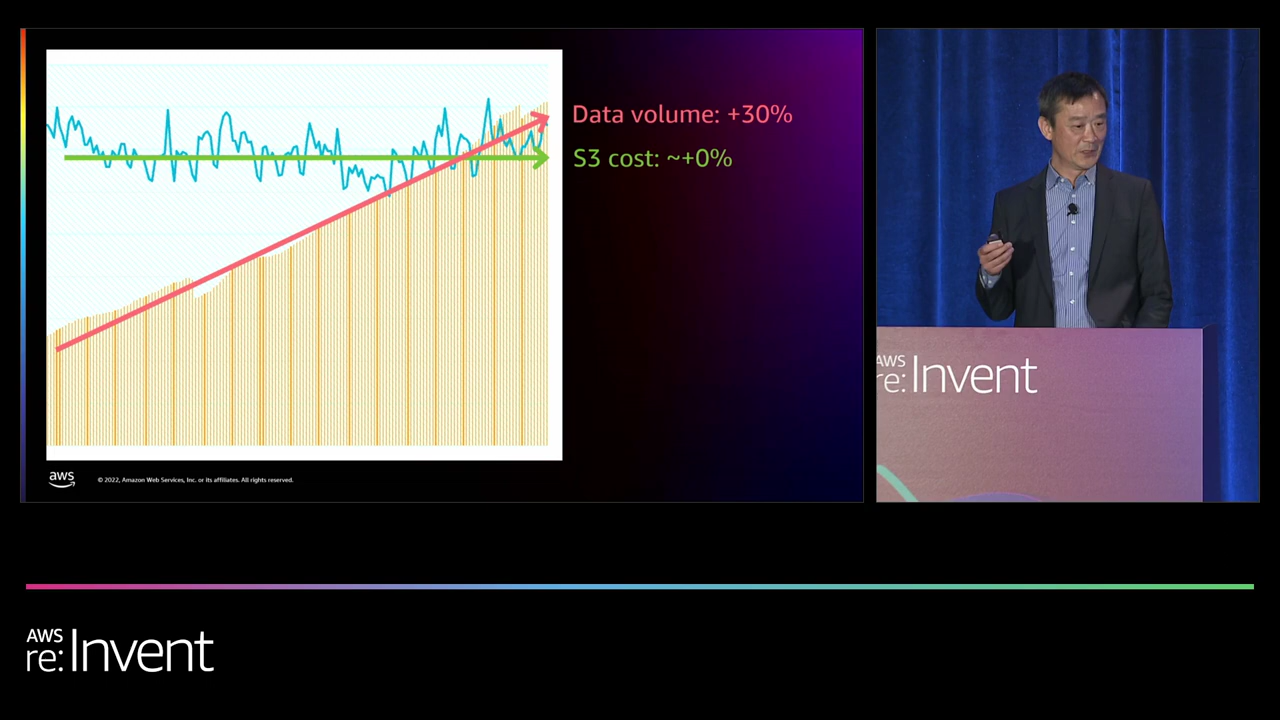 Data volume: +30%
S3 cost: ~+0%
aws
© 2022, Amazon Web Services, Inc. or its affiliates. All rights reserved.
AWS
re:Invent
AWS
re:Invent